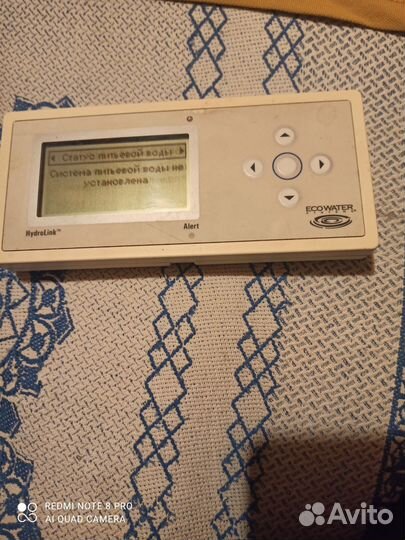 Статус питьевой воды
Система питьевой воды не
установлена
HydroLink™
Alert
ECOWATER
REDMI NOTE 8 PRO
AI QUAD CAMERA
Avito